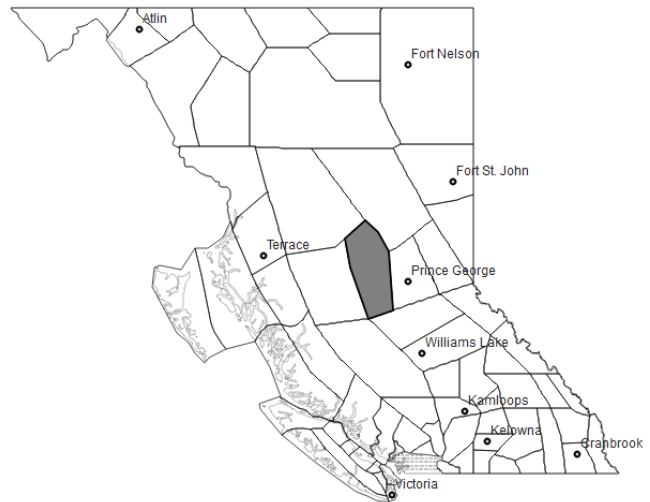 Atlin
Fort Nelson
Fort St. John
Terrace
Prince George
Williams Lake
Kamloops
Kelowna
Cranbrook
Victoria